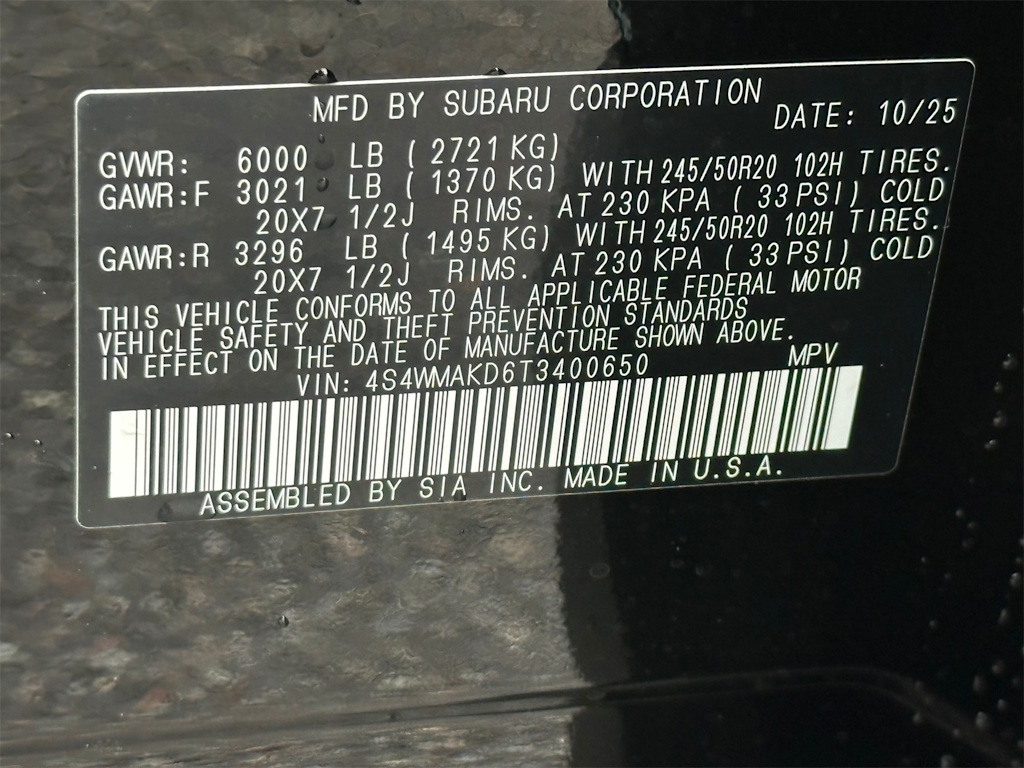 MFD BY SUBARU CORPORATION DATE: 10/25
GVWR: 6000 LB ( 2721 KG)
GAWR:F 3021 LB ( 1370 KG) WITH 245/50R20 102H TIRES.
20X7 1/2J RIMS. AT 230 KPA ( 33 PSI) COLD
GAWR:R 3296 LB ( 1495 KG) WITH 245/50R20 102H TIRES.
20X7 1/2J RIMS. AT 230 KPA ( 33 PSI) COLD
THIS VEHICLE CONFORMS TO ALL APPLICABLE FEDERAL MOTOR
VEHICLE SAFETY AND THEFT PREVENTION STANDARDS
IN EFFECT ON THE DATE OF MANUFACTURE SHOWN ABOVE.
VIN: 4S4WMAKD6T3400650 MPV
ASSEMBLED BY SIA INC. MADE IN U.S.A.